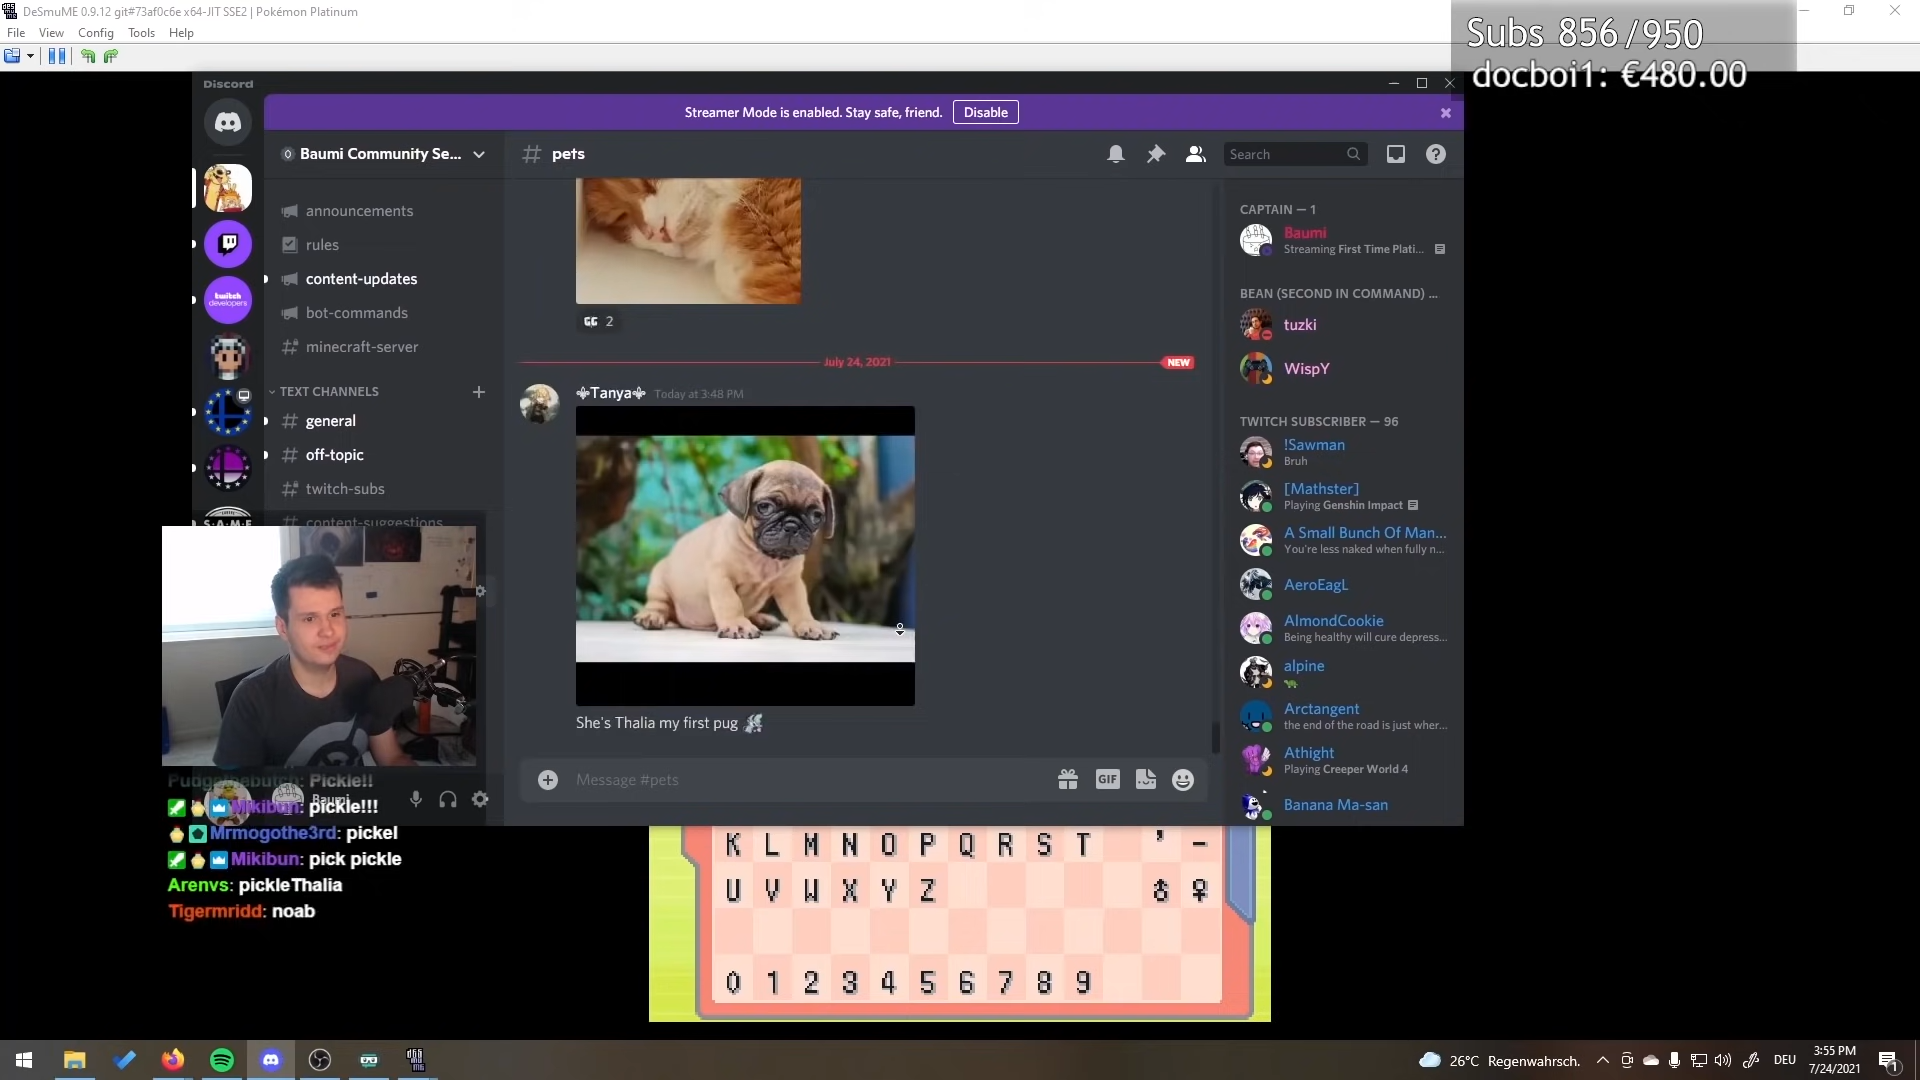 DeSmuME 0.9.12 git#73af0c6e x64-JIT SSE2 | Pokémon Platinum
File View Config Tools Help
Subs 856/950
docboi1: €480.00
Discord
Streamer Mode is enabled. Stay safe, friend. Disable
Baumi Community Se...
# pets
Search
announcements
rules
content-updates
bot-commands
minecraft-server
TEXT CHANNELS
general
off-topic
twitch-subs
content-suggestions
twitch
developers
S.A.M.E
GG 2
July 24, 2021 NEW
Tanya Today at 3:48 PM
She's Thalia my first pug
Message #pets
GIF
CAPTAIN — 1
Baumi
Streaming First Time Plati...
BEAN (SECOND IN COMMAND) ...
tuzki
WispY
TWITCH SUBSCRIBER — 96
!Sawman
Bruh
[Mathster]
Playing Genshin Impact
A Small Bunch Of Man...
You're less naked when fully n...
AeroEagL
AlmondCookie
Being healthy will cure depress...
alpine
Arctangent
the end of the road is just wher...
Athight
Playing Creeper World 4
Banana Ma-san
Baumi
Pickle!!
Mikibun: pickle!!!
Mrmogothe3rd: pickel
Mikibun: pick pickle
Arenvs: pickleThalia
Tigermridd: noab
K L M N O P Q R S T ' -
U V W X Y Z ♂ ♀
0 1 2 3 4 5 6 7 8 9
26°C Regenwahrsch.
DEU
3:55 PM
7/24/2021
1